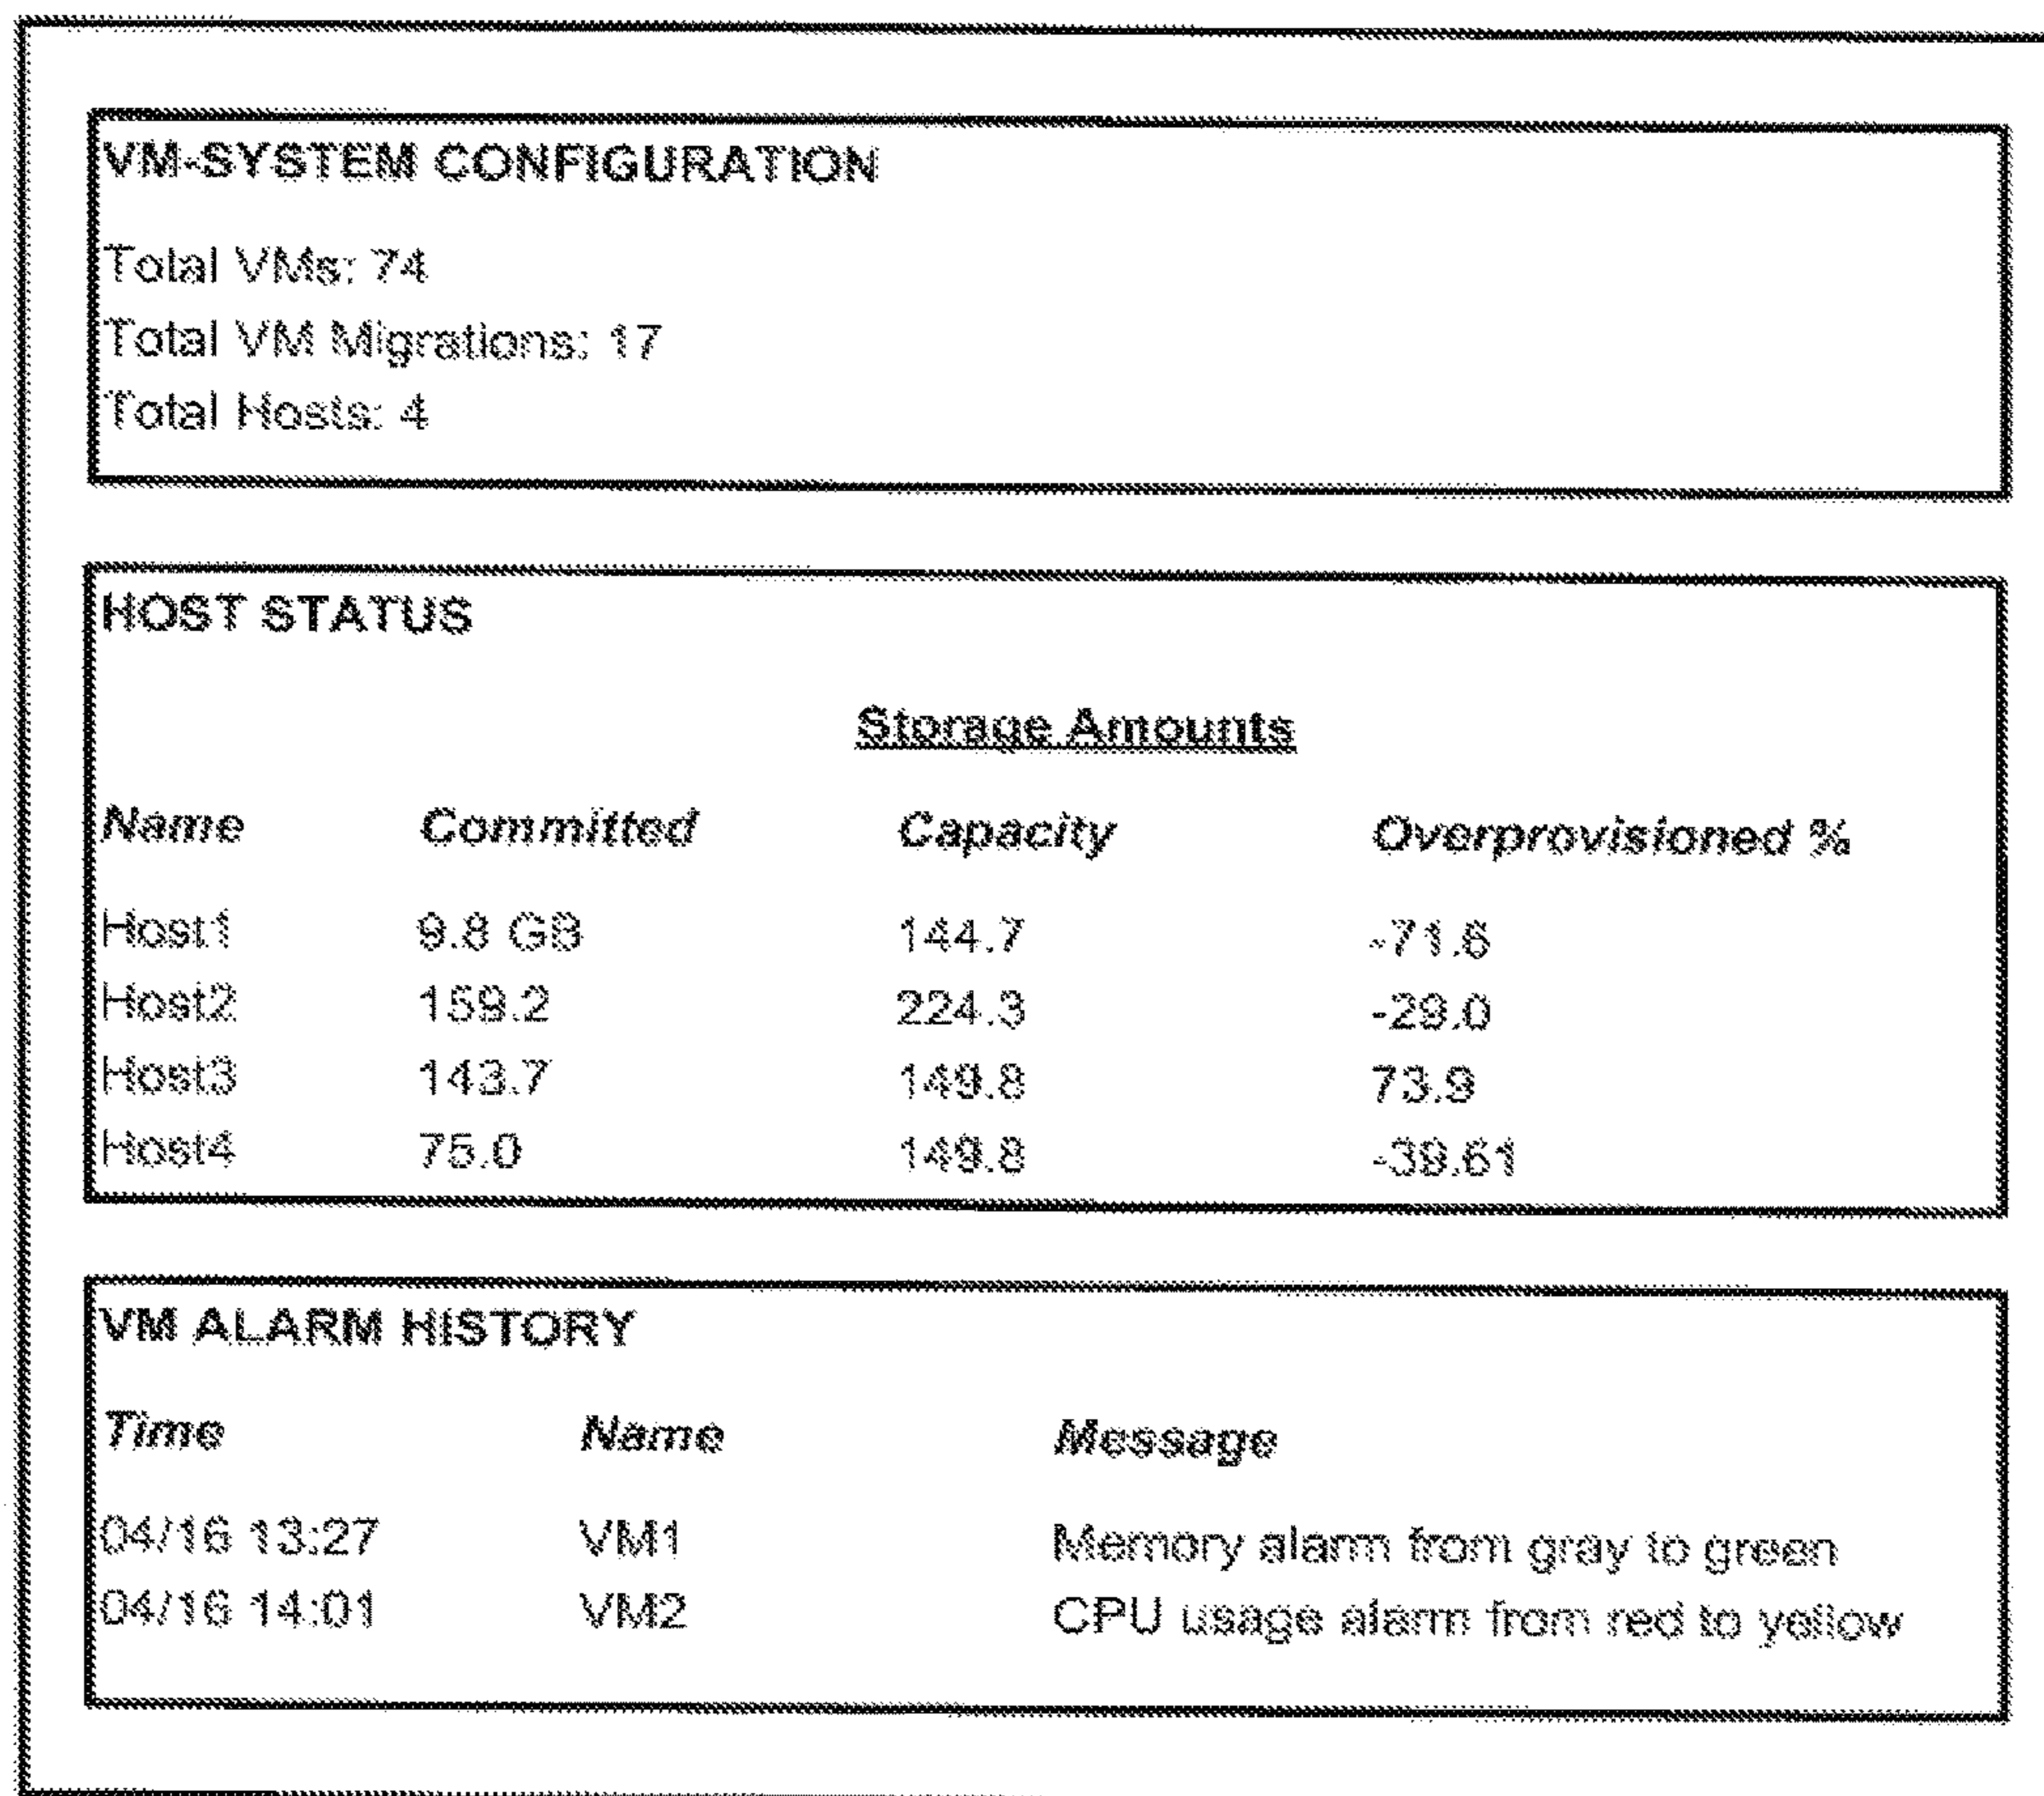 VM-SYSTEM CONFIGURATION
Total VMs: 74
Total VM Migrations: 17
Total Hosts: 4
HOST STATUS
Storage Amounts
Name Committed Capacity Overprovisioned %
Host1 9.8 GB 144.7 -71.6
Host2 159.2 224.3 -29.0
Host3 143.7 149.8 73.9
Host4 75.0 149.8 -39.61
VM ALARM HISTORY
Time Name Message
04/16 13:27 VM1 Memory alarm from gray to green
04/16 14:01 VM2 CPU usage alarm from red to yellow